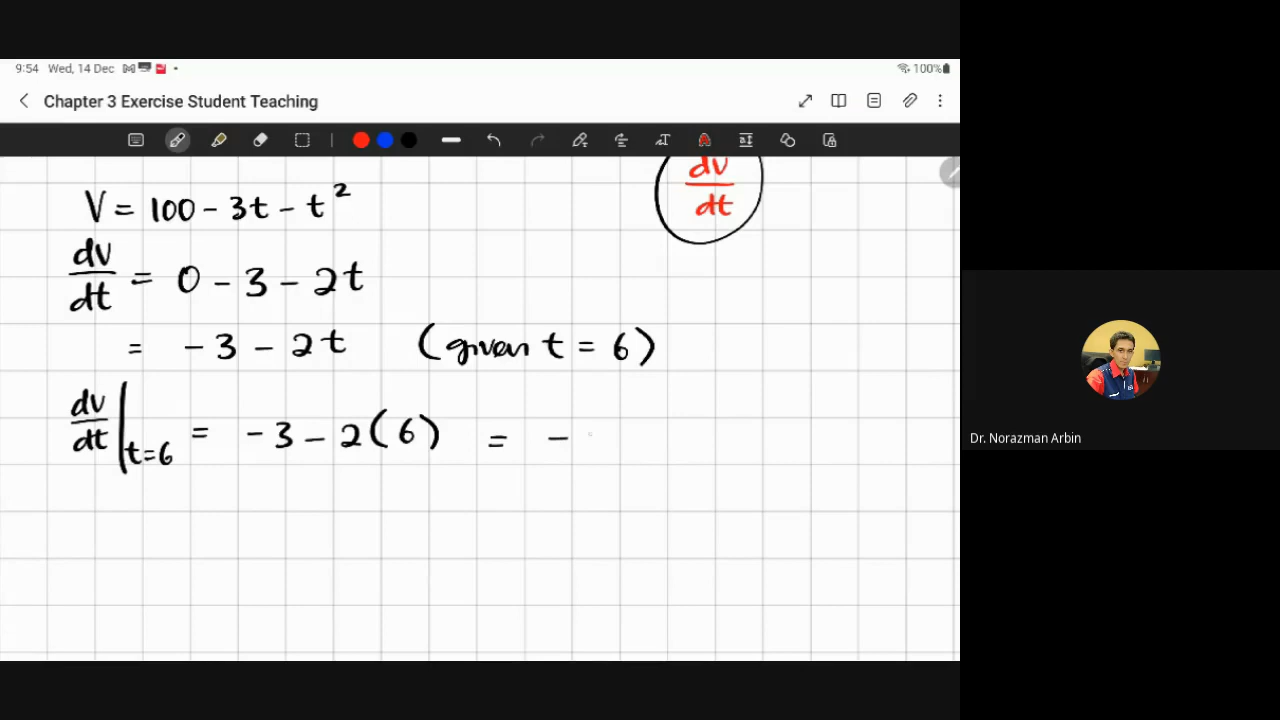 9:54 Wed, 14 Dec
100%
Chapter 3 Exercise Student Teaching
dv
dt
V = 100 - 3t - t²
dv
dt = 0 - 3 - 2t
= -3 - 2t (given t = 6)
dv
dt | t=6 = -3 - 2(6) = -
Dr. Norazman Arbin